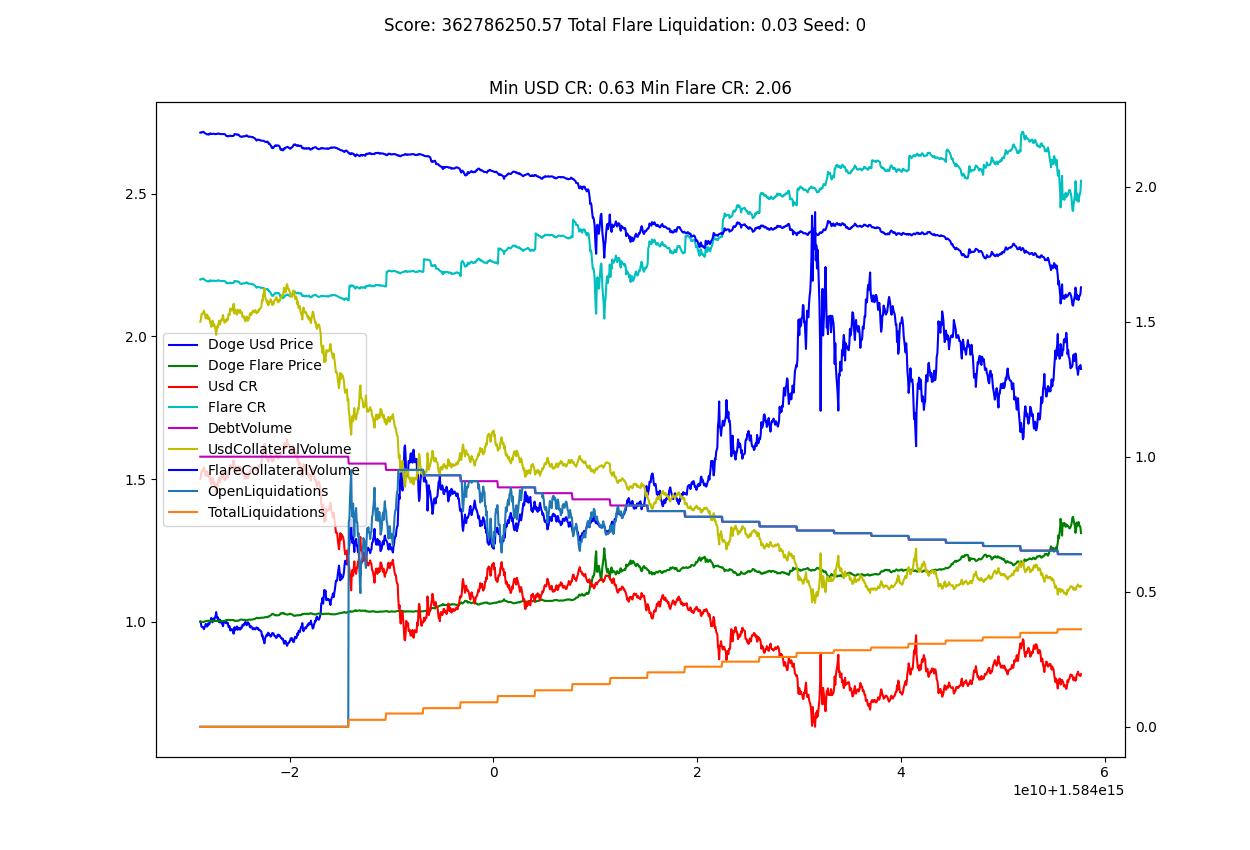 Score: 362786250.57 Total Flare Liquidation: 0.03 Seed: 0
Min USD CR: 0.63 Min Flare CR: 2.06
2.5
2.0
1.5
1.0
2.0
1.5
1.0
0.5
0.0
Doge Usd Price
Doge Flare Price
Usd CR
Flare CR
DebtVolume
UsdCollateralVolume
FlareCollateralVolume
OpenLiquidations
TotalLiquidations
−2 0 2 4 6
1e10+1.584e15